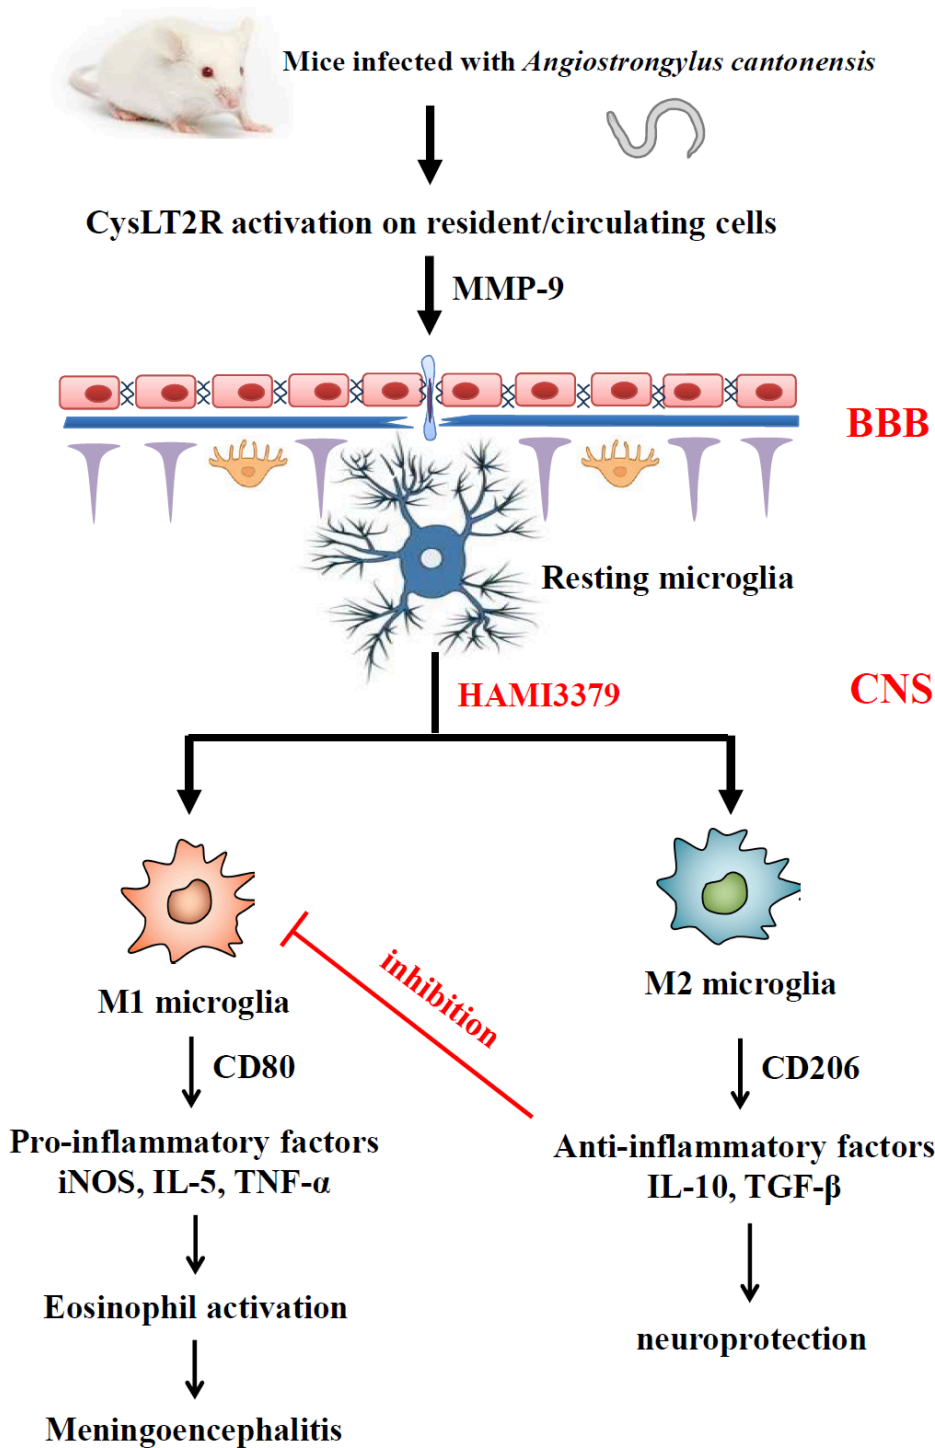 Mice infected with Angiostrongylus cantonensis
CysLT2R activation on resident/circulating cells
MMP-9
BBB
Resting microglia
HAMI3379
CNS
inhibition
M1 microglia
M2 microglia
CD80
CD206
Pro-inflammatory factors
iNOS, IL-5, TNF-α
Anti-inflammatory factors
IL-10, TGF-β
Eosinophil activation
neuroprotection
Meningoencephalitis